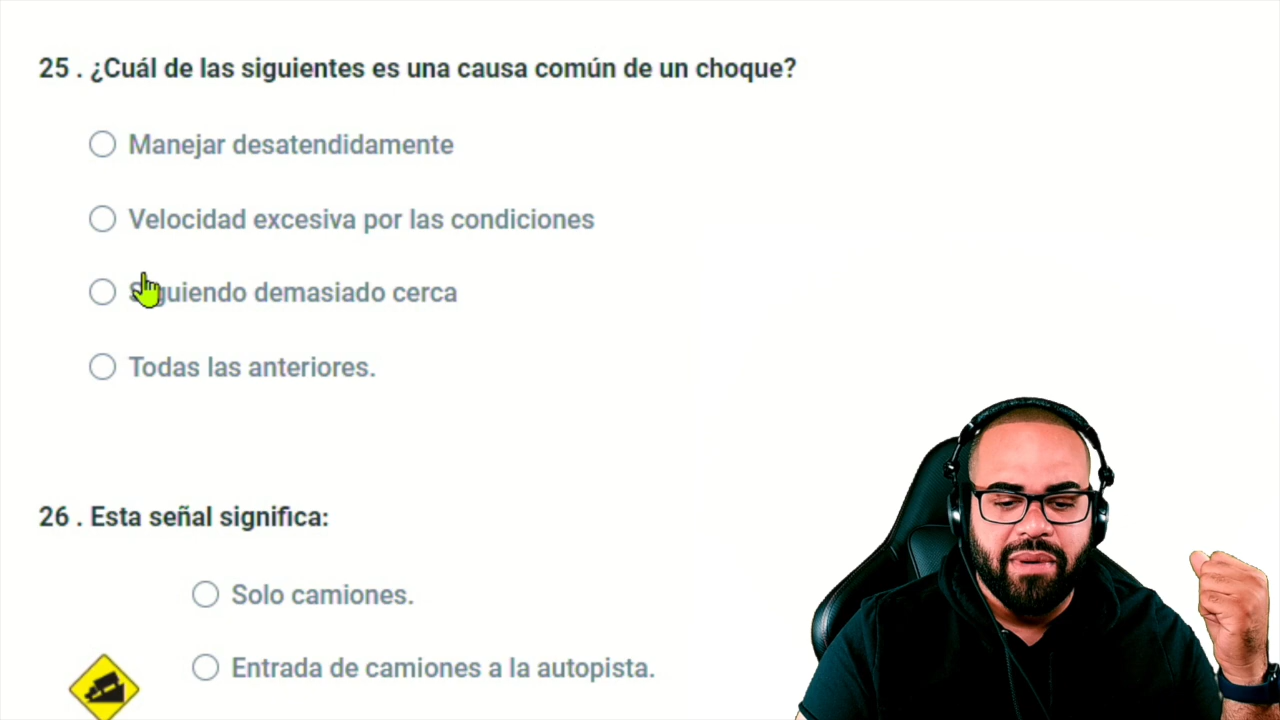 25 . ¿Cuál de las siguientes es una causa común de un choque?
Manejar desatendidamente
Velocidad excesiva por las condiciones
Siguiendo demasiado cerca
Todas las anteriores.
26 . Esta señal significa:
Solo camiones.
Entrada de camiones a la autopista.